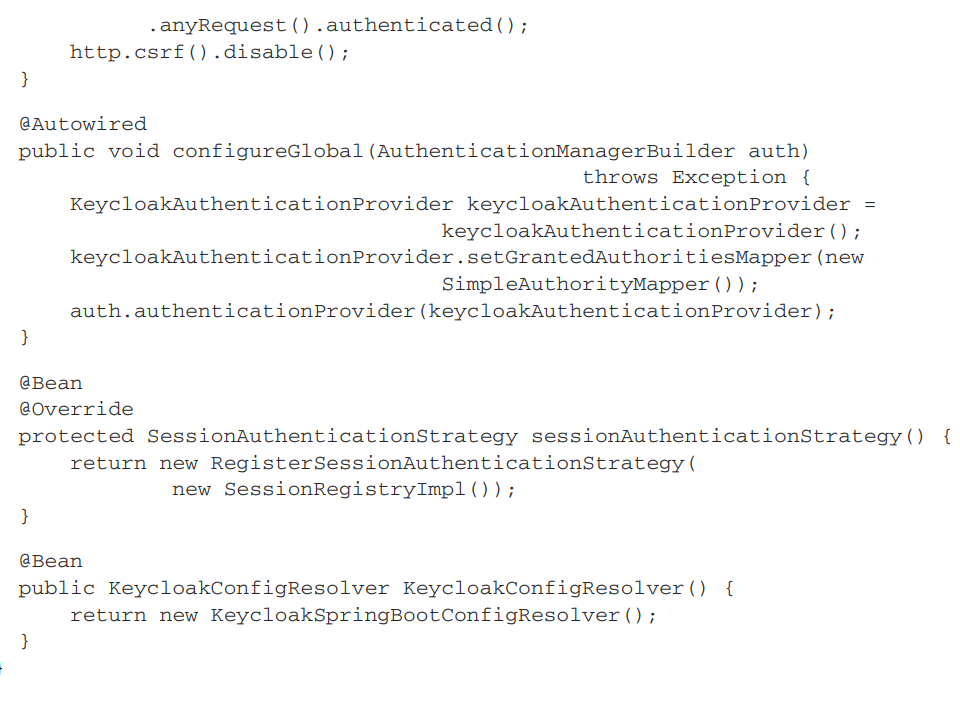 .anyRequest().authenticated();
http.csrf().disable();
}
@Autowired
public void configureGlobal(AuthenticationManagerBuilder auth)
throws Exception {
KeycloakAuthenticationProvider keycloakAuthenticationProvider =
keycloakAuthenticationProvider();
keycloakAuthenticationProvider.setGrantedAuthoritiesMapper(new
SimpleAuthorityMapper());
auth.authenticationProvider(keycloakAuthenticationProvider);
}
@Bean
@Override
protected SessionAuthenticationStrategy sessionAuthenticationStrategy() {
return new RegisterSessionAuthenticationStrategy(
new SessionRegistryImpl());
}
@Bean
public KeycloakConfigResolver KeycloakConfigResolver() {
return new KeycloakSpringBootConfigResolver();
}
}